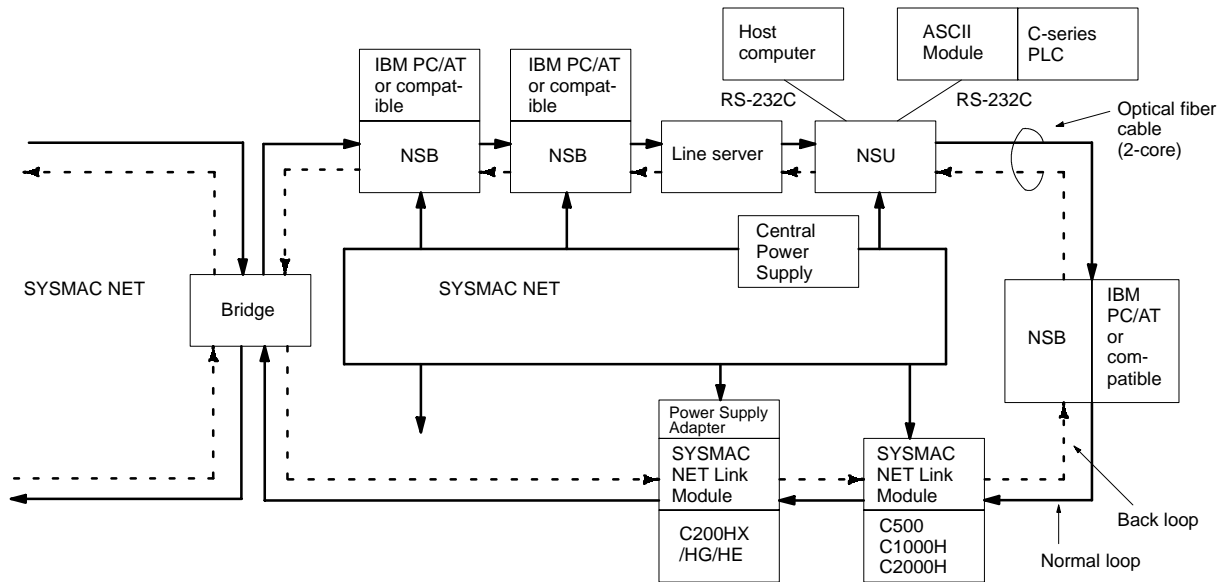 Host
computer
ASCII
Module
C-series
PLC
IBM PC/AT
or compat-
ible
IBM PC/AT
or compat-
ible
RS-232C
RS-232C
Optical fiber
cable
(2-core)
NSB
NSB
Line server
NSU
Central
Power
Supply
SYSMAC NET
SYSMAC NET
Bridge
NSB
IBM
PC/AT
or
com-
patible
Power Supply
Adapter
SYSMAC
NET Link
Module
SYSMAC
NET Link
Module
C200HX
/HG/HE
C500
C1000H
C2000H
Back loop
Normal loop